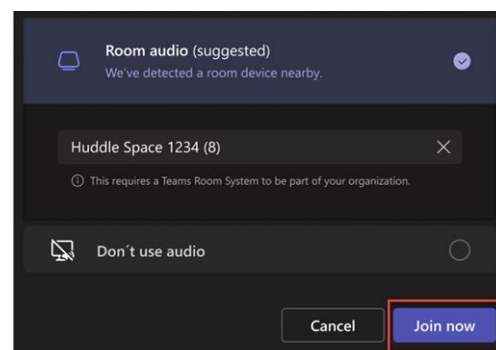 Room audio (suggested)
We've detected a room device nearby.
Huddle Space 1234 (8)
This requires a Teams Room System to be part of your organization.
Don´t use audio
Cancel
Join now